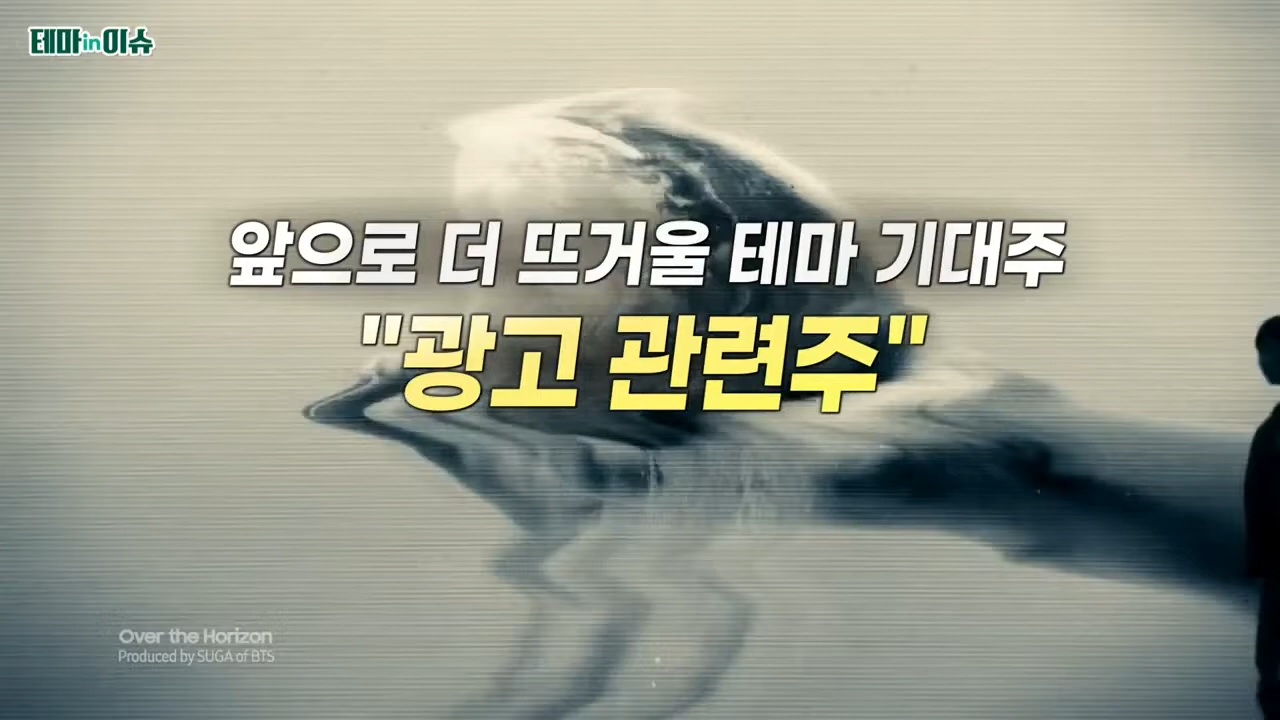 테마in이슈
앞으로 더 뜨거울 테마 기대주
"광고 관련주"
Over the Horizon
Produced by SUGA of BTS